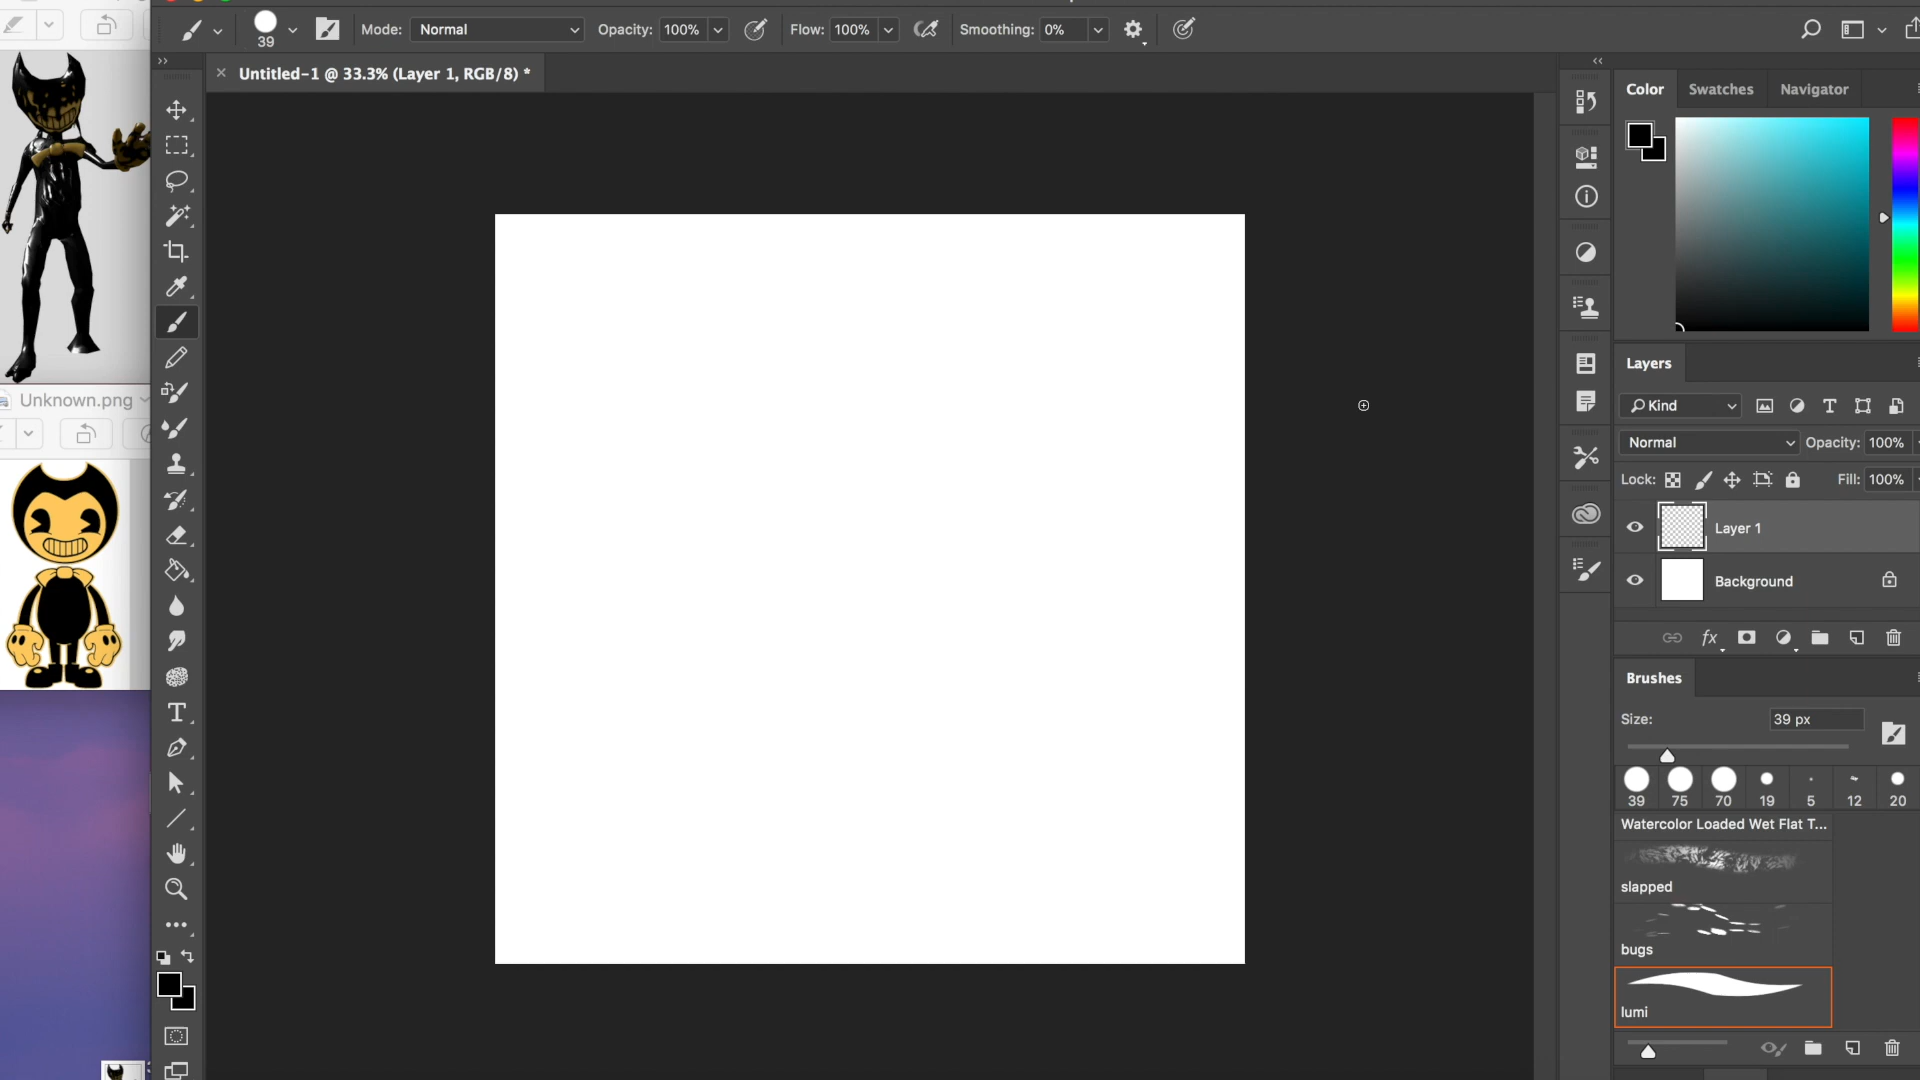 39
Mode:
Normal
Opacity:
100%
Flow:
100%
Smoothing:
0%
Untitled-1 @ 33.3% (Layer 1, RGB/8) *
Unknown.png
Color
Swatches
Navigator
Layers
Kind
Normal
Opacity:
100%
Lock:
Fill:
100%
Layer 1
Background
fx
Brushes
Size:
39 px
39
75
70
19
5
12
20
Watercolor Loaded Wet Flat T...
slapped
bugs
lumi